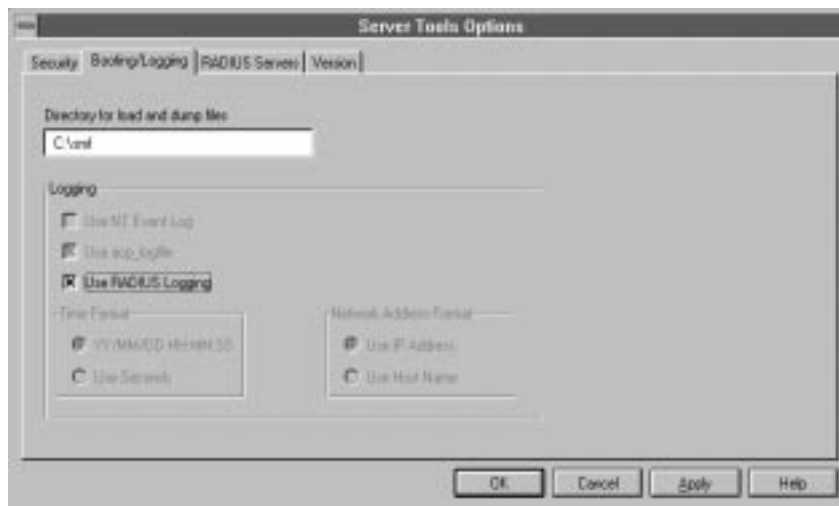 Server Tools Options
Security Booting/Logging RADIUS Servers Version
Directory for load and dump files
Logging
Use NT Event Log
Use acp_logfile
Use RADIUS Logging
Time Format
YY/MM/DD HH:MM:SS
Use Seconds
Network Address Format
Use IP Address
Use Host Name
OK Cancel Apply Help